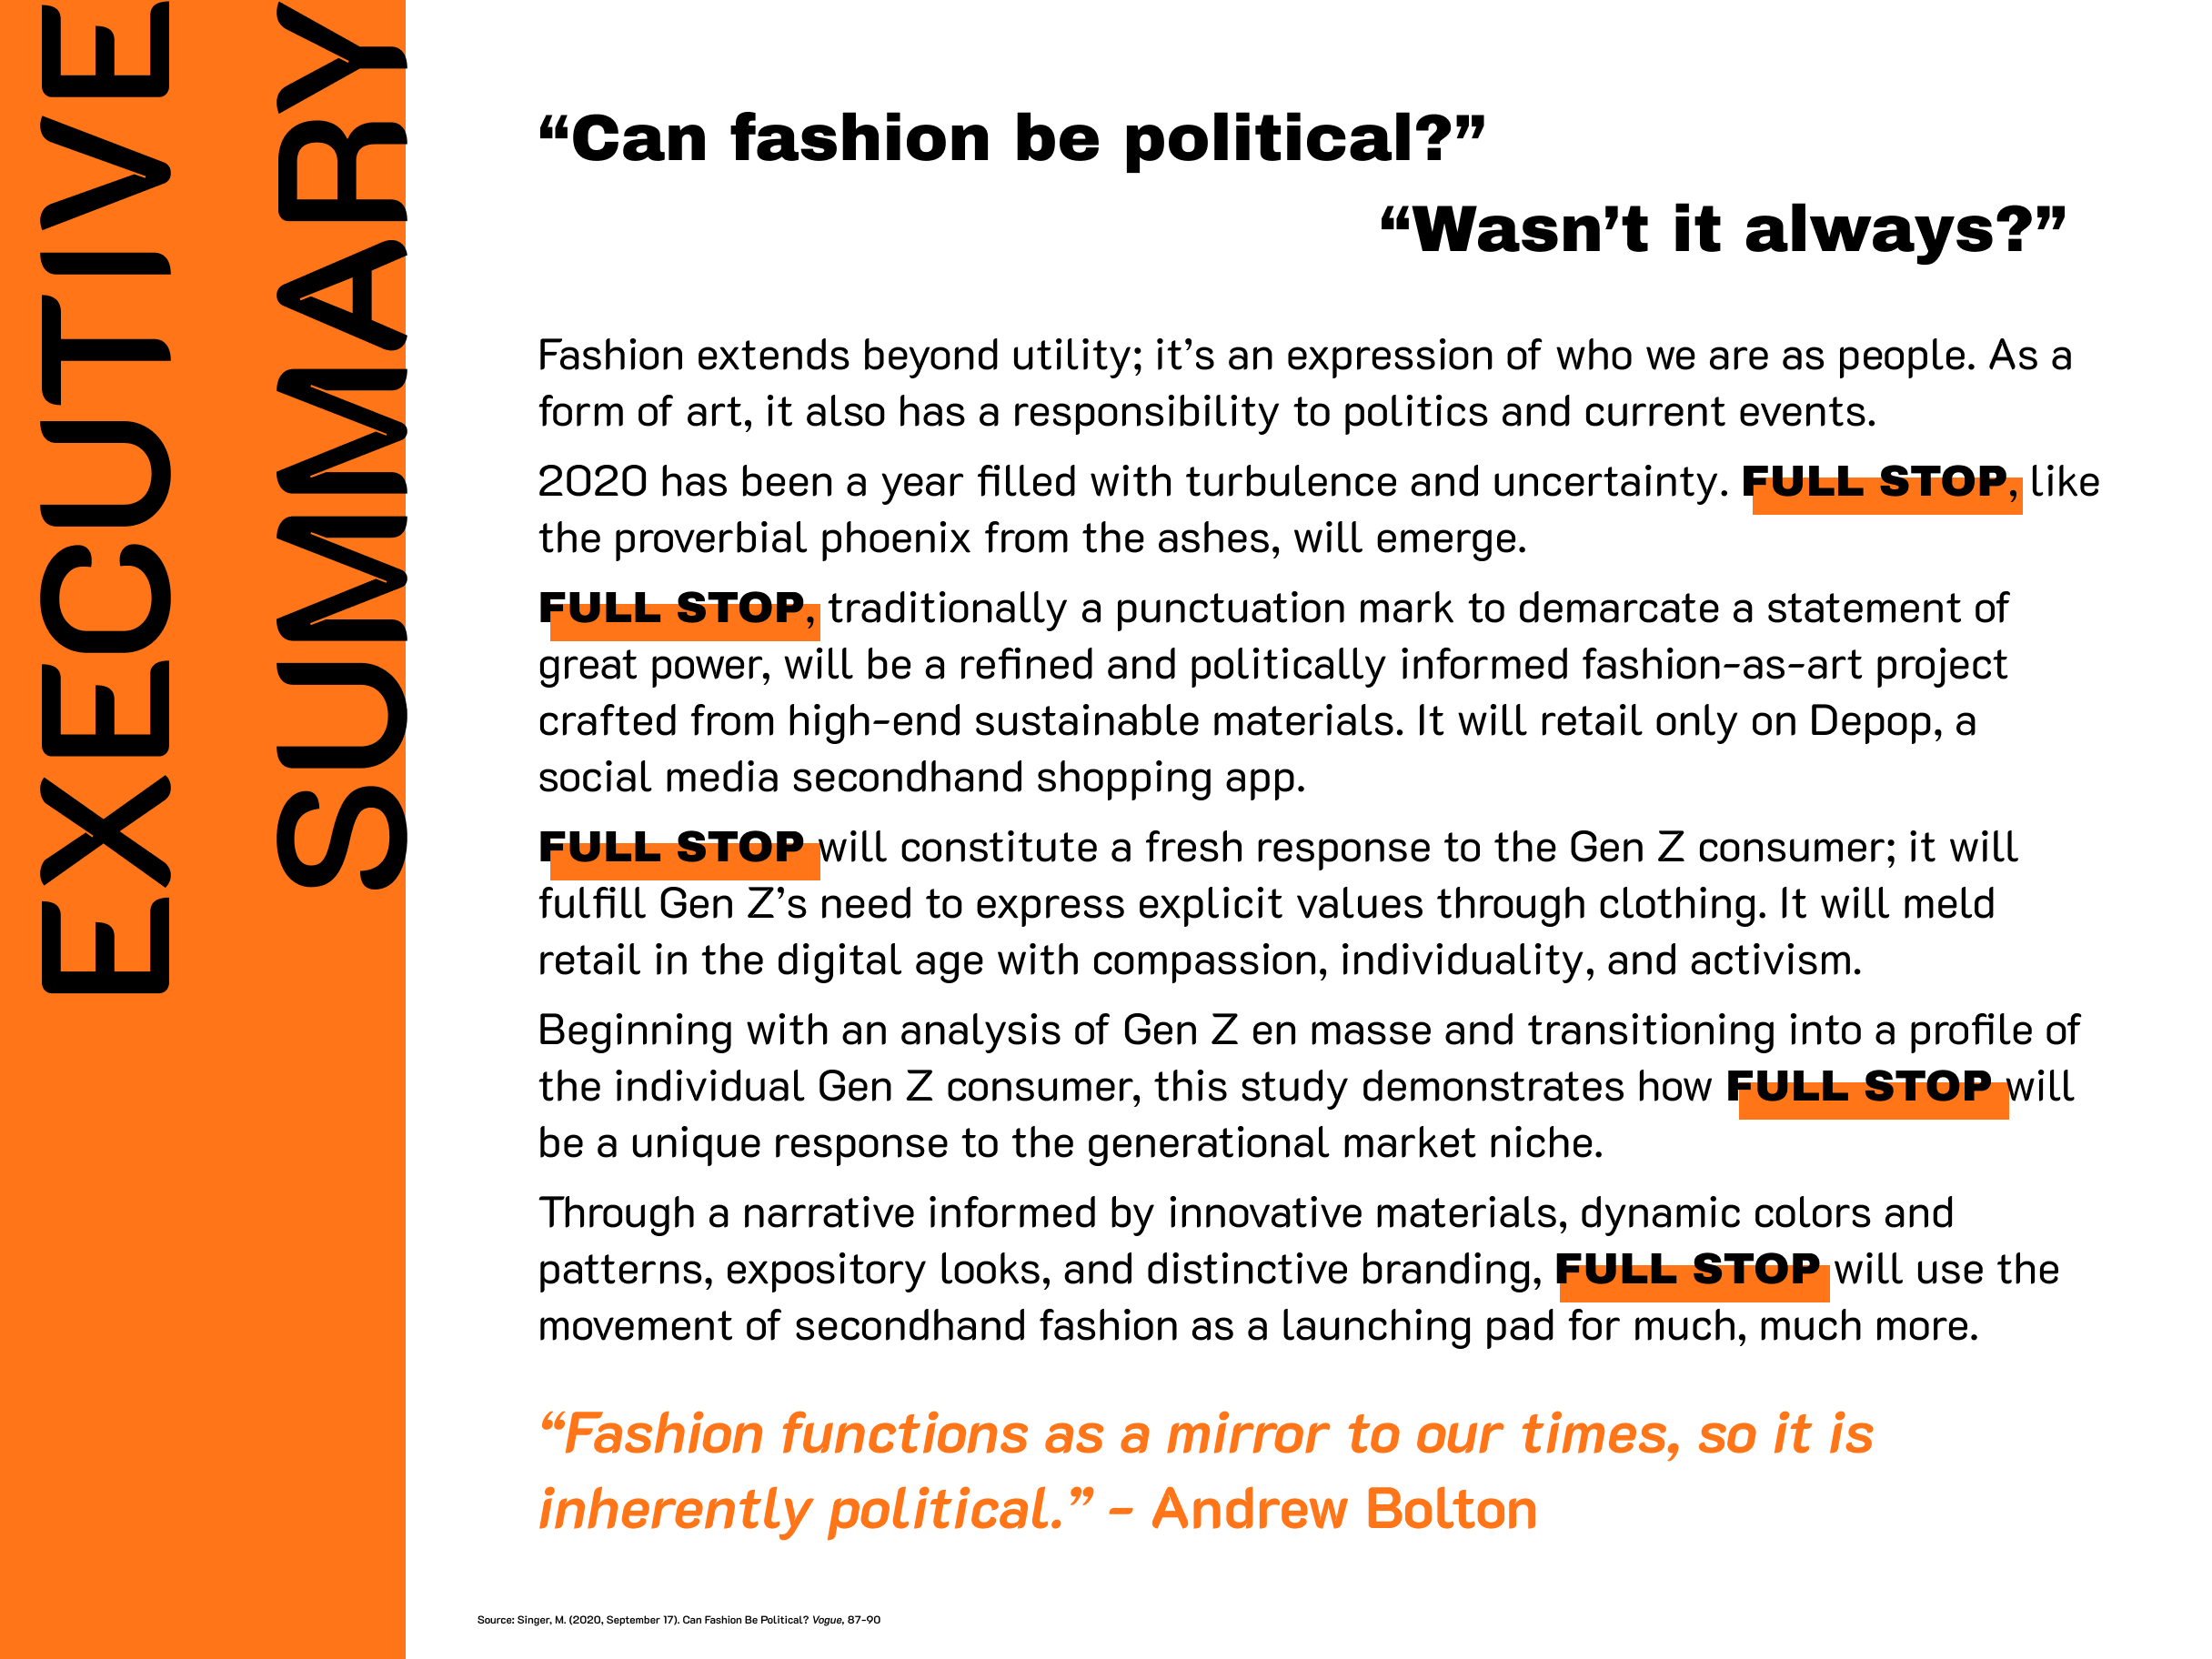 EXECUTIVE
SUMMARY
“Can fashion be political?”
“Wasn’t it always?”
Fashion extends beyond utility; it’s an expression of who we are as people. As a
form of art, it also has a responsibility to politics and current events.
2020 has been a year filled with turbulence and uncertainty. FULL STOP, like
the proverbial phoenix from the ashes, will emerge.
FULL STOP, traditionally a punctuation mark to demarcate a statement of
great power, will be a refined and politically informed fashion-as-art project
crafted from high-end sustainable materials. It will retail only on Depop, a
social media secondhand shopping app.
FULL STOP will constitute a fresh response to the Gen Z consumer; it will
fulfill Gen Z’s need to express explicit values through clothing. It will meld
retail in the digital age with compassion, individuality, and activism.
Beginning with an analysis of Gen Z en masse and transitioning into a profile of
the individual Gen Z consumer, this study demonstrates how FULL STOP will
be a unique response to the generational market niche.
Through a narrative informed by innovative materials, dynamic colors and
patterns, expository looks, and distinctive branding, FULL STOP will use the
movement of secondhand fashion as a launching pad for much, much more.
“Fashion functions as a mirror to our times, so it is
inherently political.” - Andrew Bolton
Source: Singer, M. (2020, September 17). Can Fashion Be Political? Vogue, 87-90